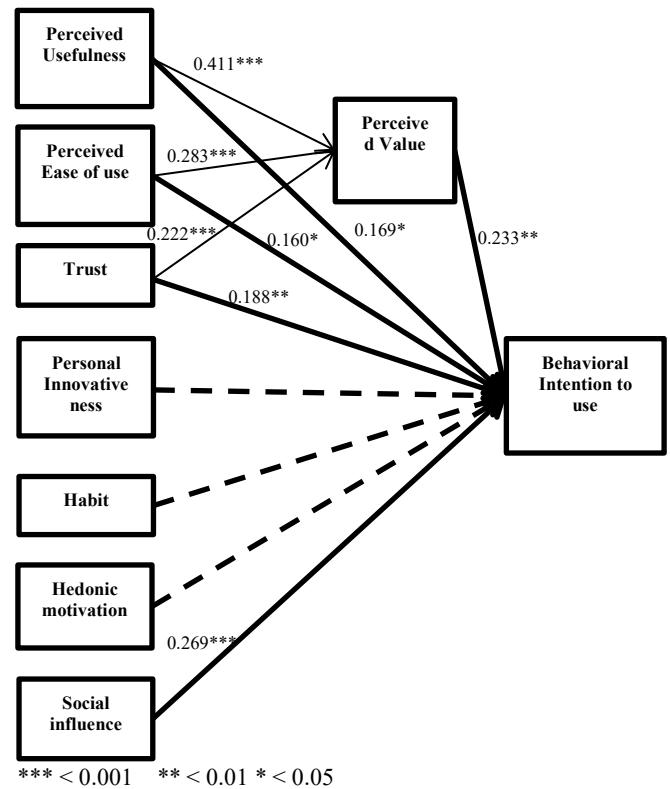 Perceived
Usefulness
0.411***
Perceive
d Value
Perceived
Ease of use
0.283***
0.222***
0.160*
0.169*
0.233**
Trust
0.188**
Personal
Innovative
ness
Behavioral
Intention to
use
Habit
Hedonic
motivation
0.269***
Social
influence
*** < 0.001 ** < 0.01 * < 0.05